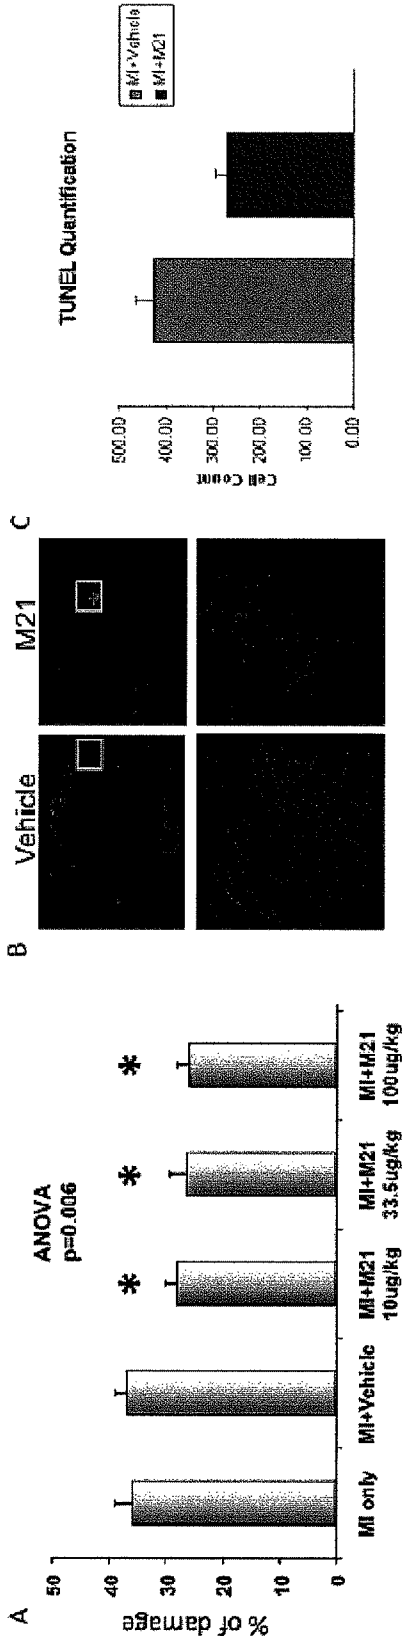 A
ANOVA
p=0.006
% of damage
50
40
30
20
10
0
*
*
*
MI only
MI+Vehicle
MI+M21
10ug/kg
MI+M21
33.5ug/kg
MI+M21
100ug/kg
B
Vehicle
M21
C
TUNEL Quantification
Cell Count
500.00
400.00
300.00
200.00
100.00
0.00
MI+Vehicle
MI+M21